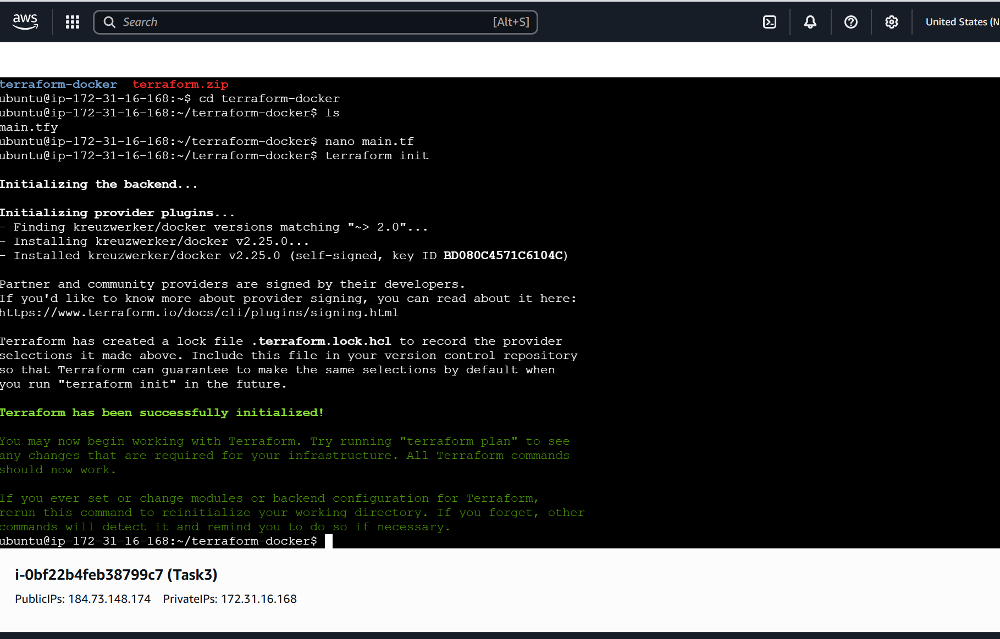 aws
Search [Alt+S]
United States (N
terraform-docker terraform.zip
ubuntu@ip-172-31-16-168:~$ cd terraform-docker
ubuntu@ip-172-31-16-168:~/terraform-docker$ ls
main.tfy
ubuntu@ip-172-31-16-168:~/terraform-docker$ nano main.tf
ubuntu@ip-172-31-16-168:~/terraform-docker$ terraform init
Initializing the backend...
Initializing provider plugins...
- Finding kreuzwerker/docker versions matching "~> 2.0"...
- Installing kreuzwerker/docker v2.25.0...
- Installed kreuzwerker/docker v2.25.0 (self-signed, key ID BD080C4571C6104C)
Partner and community providers are signed by their developers.
If you'd like to know more about provider signing, you can read about it here:
https://www.terraform.io/docs/cli/plugins/signing.html
Terraform has created a lock file .terraform.lock.hcl to record the provider
selections it made above. Include this file in your version control repository
so that Terraform can guarantee to make the same selections by default when
you run "terraform init" in the future.
Terraform has been successfully initialized!
You may now begin working with Terraform. Try running "terraform plan" to see
any changes that are required for your infrastructure. All Terraform commands
should now work.
If you ever set or change modules or backend configuration for Terraform,
rerun this command to reinitialize your working directory. If you forget, other
commands will detect it and remind you to do so if necessary.
ubuntu@ip-172-31-16-168:~/terraform-docker$
i-0bf22b4feb38799c7 (Task3)
PublicIPs: 184.73.148.174 PrivateIPs: 172.31.16.168